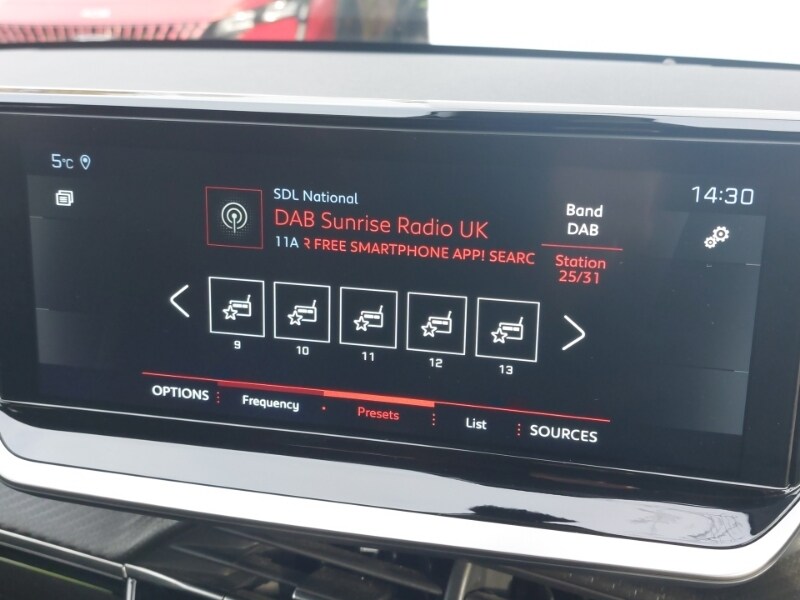 5°C
14:30
SDL National
DAB Sunrise Radio UK
11A R FREE SMARTPHONE APP! SEARC
Band
DAB
Station
25/31
9 10 11 12 13
OPTIONS Frequency Presets List SOURCES